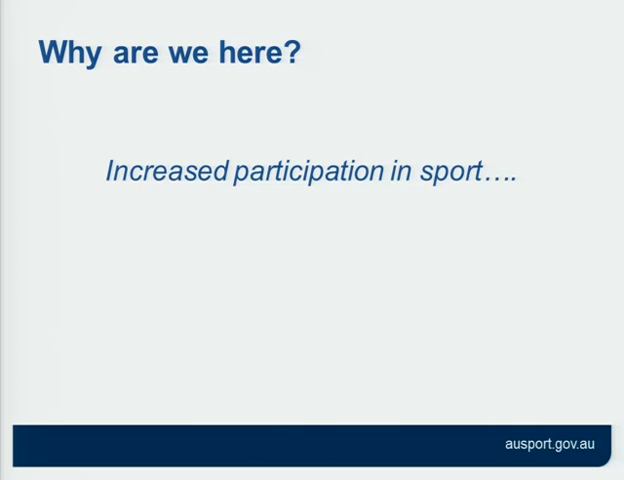 Why are we here?
Increased participation in sport….
ausport.gov.au